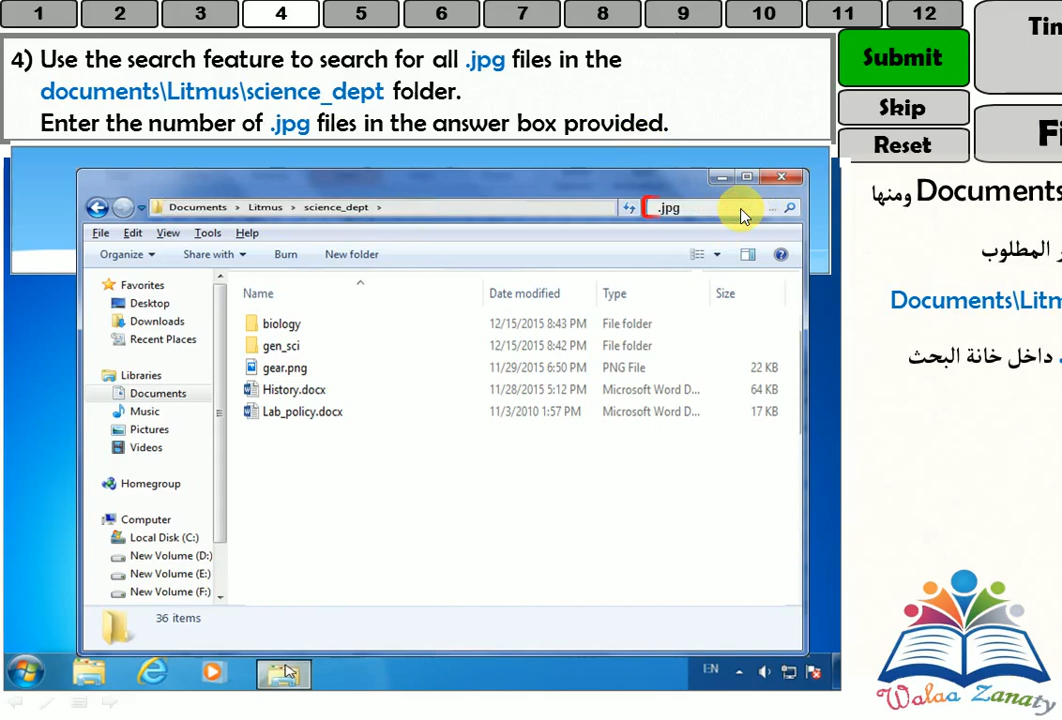 1 2 3 4 5 6 7 8 9 10 11 12
4) Use the search feature to search for all .jpg files in the
documents\Litmus\science_dept folder.
Enter the number of .jpg files in the answer box provided.
Submit
Skip
Reset
Documents > Litmus > science_dept >
.jpg ...
File Edit View Tools Help
Organize Share with Burn New folder
Name Date modified Type Size
biology 12/15/2015 8:43 PM File folder
gen_sci 12/15/2015 8:42 PM File folder
gear.png 11/29/2015 6:50 PM PNG File 22 KB
History.docx 11/28/2015 5:12 PM Microsoft Word D... 64 KB
Lab_policy.docx 11/3/2010 1:57 PM Microsoft Word D... 17 KB
Favorites
Desktop
Downloads
Recent Places
Libraries
Documents
Music
Pictures
Videos
Homegroup
Computer
Local Disk (C:)
New Volume (D:)
New Volume (E:)
New Volume (F:)
36 items
EN
Documents ومنها
المطلوب
داخل خانة البحث
Walaa Zanaty